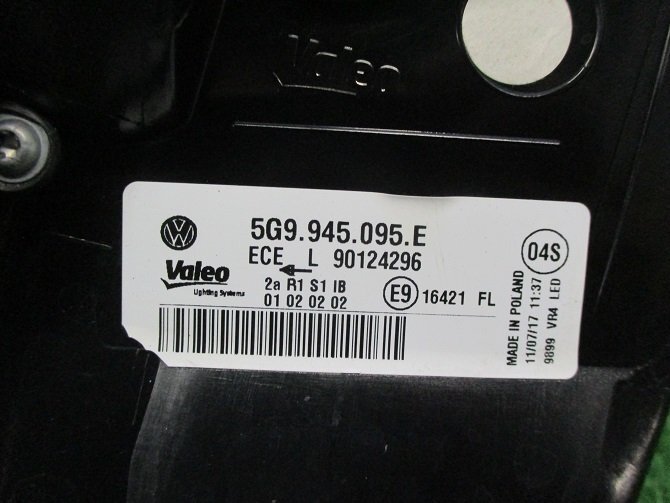 Valeo
5G9.945.095.E
ECE L 90124296
Valeo
Lighting Systems
2a R1 S1 IB
01 02 02 02
E9 16421 FL
04S
MADE IN POLAND
11/07/17 11:37
9899 VR4 LED